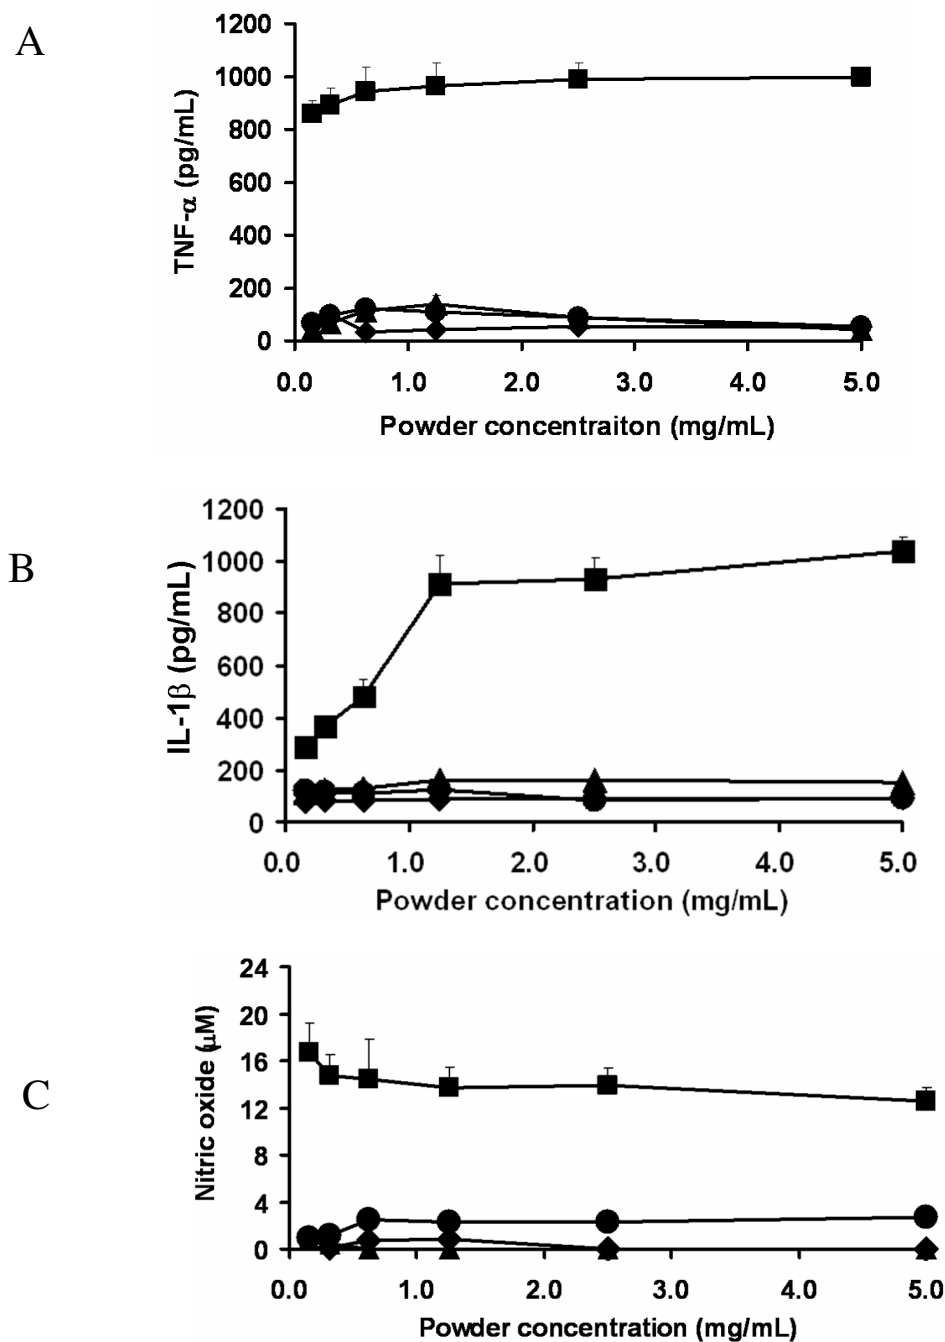 A
1200
1000
800
600
400
200
0
TNF-α (pg/mL)
0.0 1.0 2.0 3.0 4.0 5.0
Powder concentraiton (mg/mL)
B
1200
1000
800
600
400
200
0
IL-1β (pg/mL)
0.0 1.0 2.0 3.0 4.0 5.0
Powder concentration (mg/mL)
C
24
20
16
12
8
4
0
Nitric oxide (μM)
0.0 1.0 2.0 3.0 4.0 5.0
Powder concentration (mg/mL)